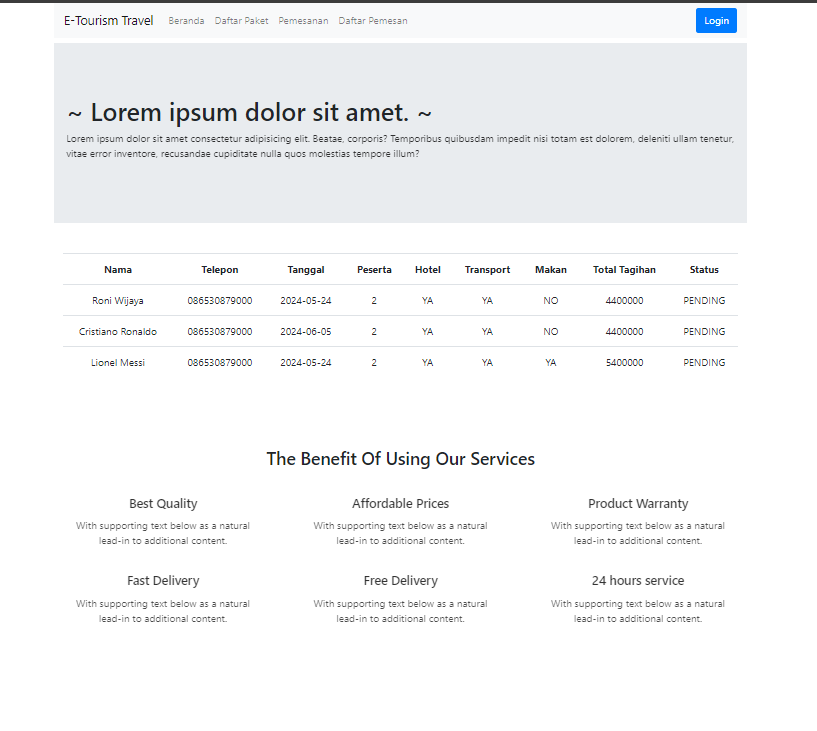 E-Tourism Travel Beranda Daftar Paket Pemesanan Daftar Pemesan Login
~ Lorem ipsum dolor sit amet. ~
Lorem ipsum dolor sit amet consectetur adipisicing elit. Beatae, corporis? Temporibus quibusdam impedit nisi totam est dolorem, deleniti ullam tenetur,
vitae error inventore, recusandae cupiditate nulla quos molestias tempore illum?
Nama Telepon Tanggal Peserta Hotel Transport Makan Total Tagihan Status
Roni Wijaya 086530879000 2024-05-24 2 YA YA NO 4400000 PENDING
Cristiano Ronaldo 086530879000 2024-06-05 2 YA YA NO 4400000 PENDING
Lionel Messi 086530879000 2024-05-24 2 YA YA YA 5400000 PENDING
The Benefit Of Using Our Services
Best Quality Affordable Prices Product Warranty
With supporting text below as a natural With supporting text below as a natural With supporting text below as a natural
lead-in to additional content. lead-in to additional content. lead-in to additional content.
Fast Delivery Free Delivery 24 hours service
With supporting text below as a natural With supporting text below as a natural With supporting text below as a natural
lead-in to additional content. lead-in to additional content. lead-in to additional content.